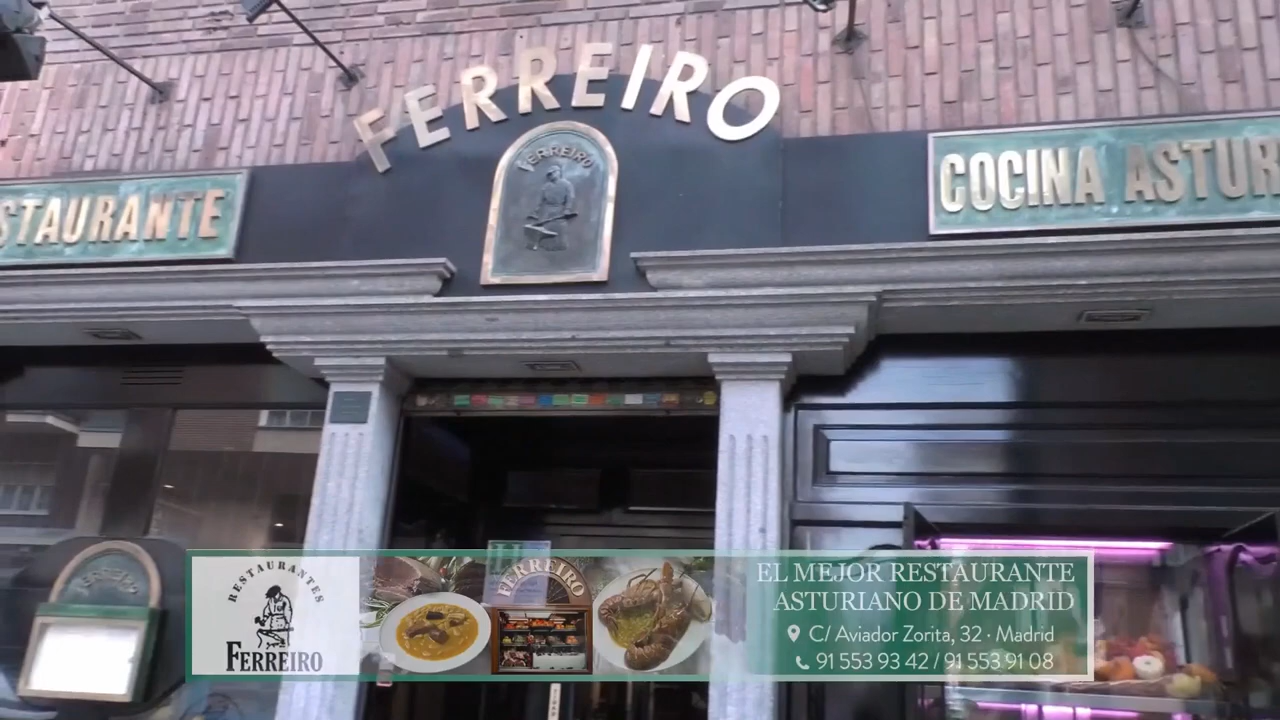 FERREIRO
FERREIRO
STAURANTE
COCINA ASTUR
RESTAURANTES
FERREIRO
FERREIRO
EL MEJOR RESTAURANTE
ASTURIANO DE MADRID
C/ Aviador Zorita, 32 · Madrid
91 553 93 42 / 91 553 91 08